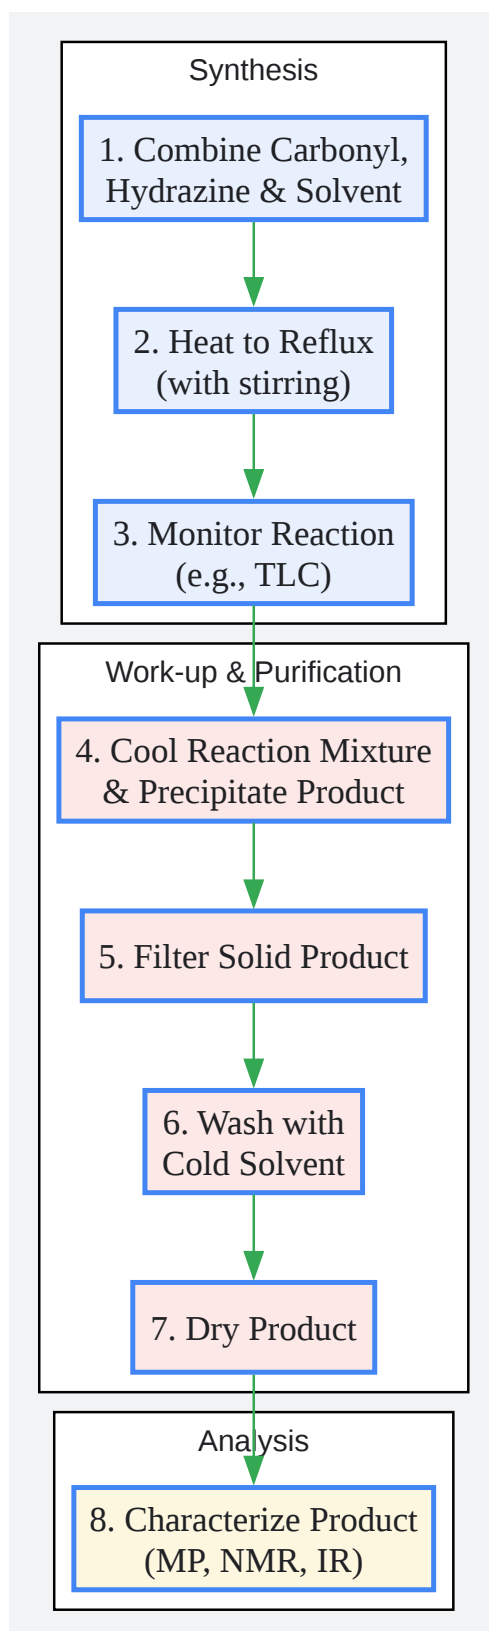 Synthesis
1. Combine Carbonyl,
Hydrazine & Solvent
2. Heat to Reflux
(with stirring)
3. Monitor Reaction
(e.g., TLC)
Work-up & Purification
4. Cool Reaction Mixture
& Precipitate Product
5. Filter Solid Product
6. Wash with
Cold Solvent
7. Dry Product
Analysis
8. Characterize Product
(MP, NMR, IR)